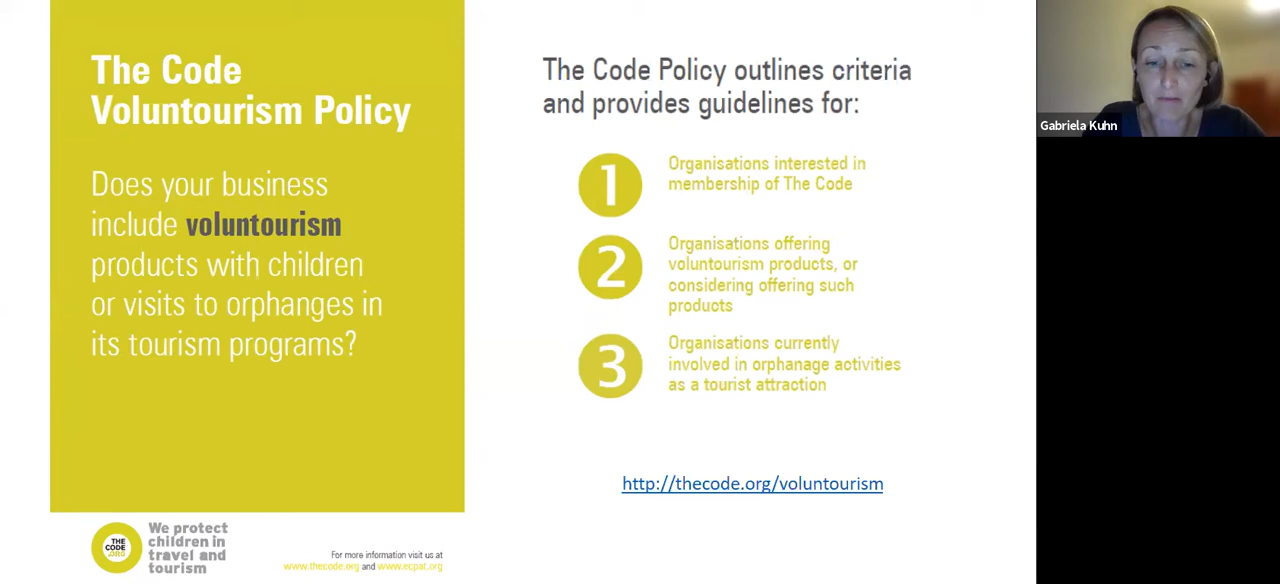 The Code
Voluntourism Policy
Does your business
include voluntourism
products with children
or visits to orphanges in
its tourism programs?
THE
CODE
.ORG
We protect
children in
travel and
tourism
For more information visit us at
www.thecode.org and www.ecpat.org
The Code Policy outlines criteria
and provides guidelines for:
1
Organisations interested in
membership of The Code
2
Organisations offering
voluntourism products, or
considering offering such
products
3
Organisations currently
involved in orphanage activities
as a tourist attraction
http://thecode.org/voluntourism
Gabriela Kuhn